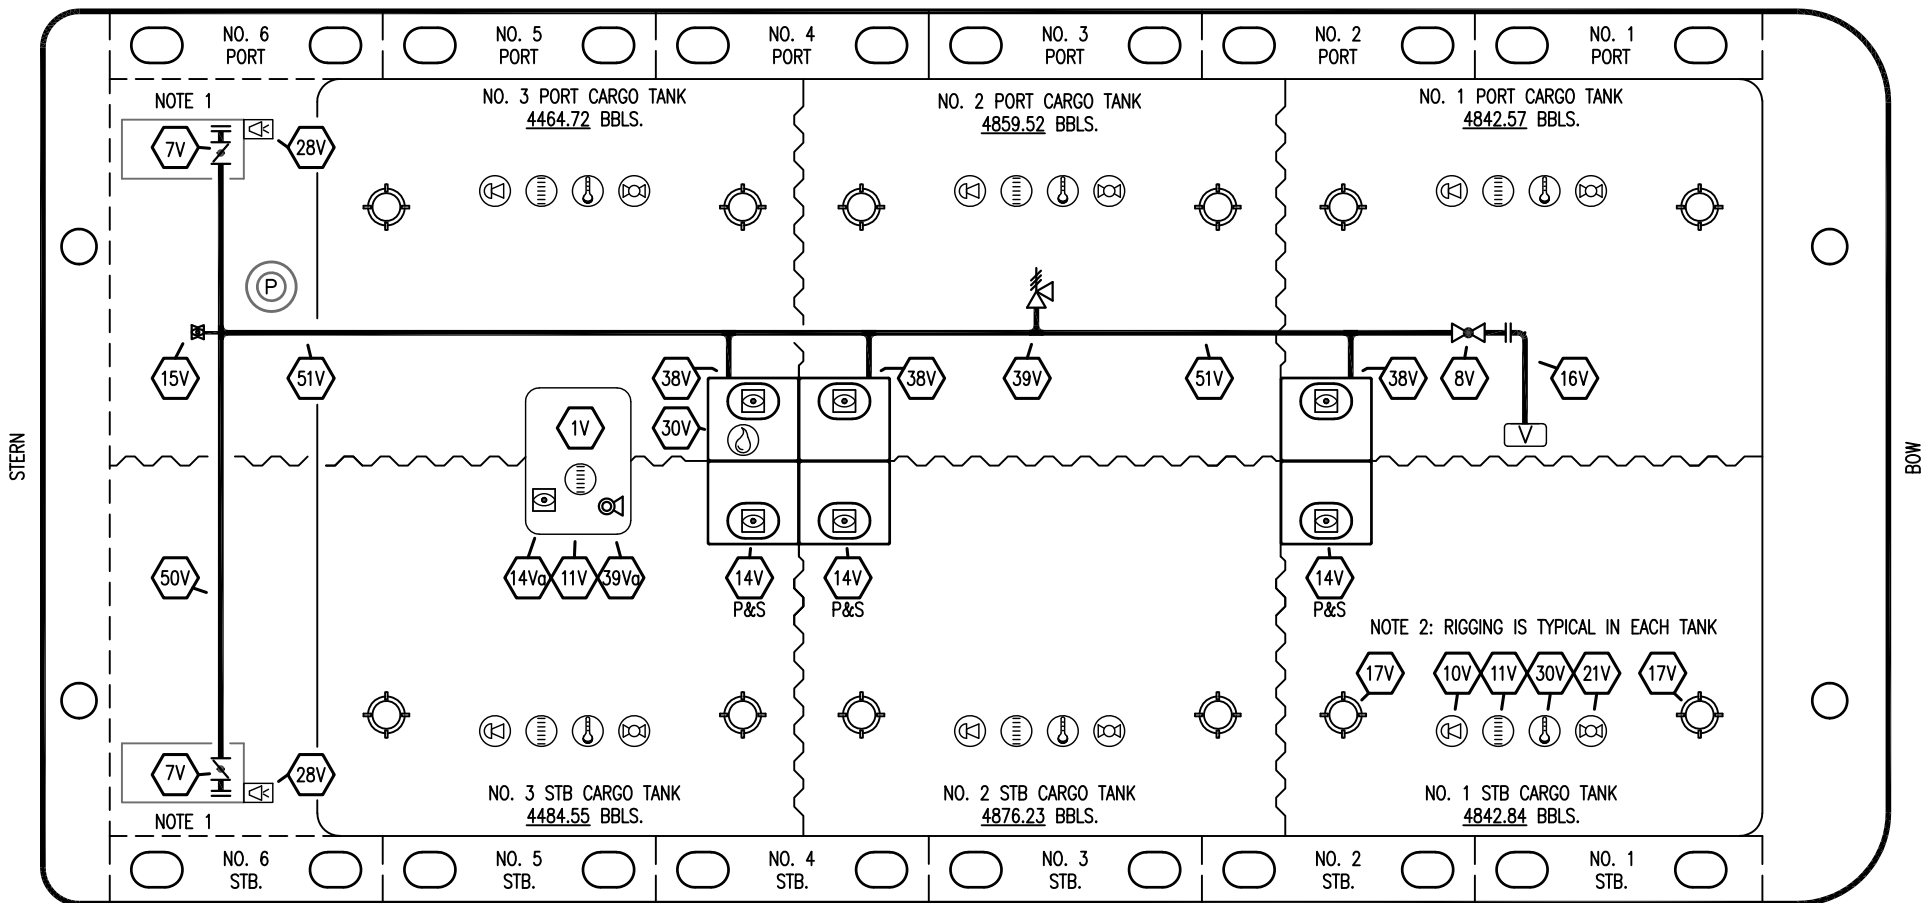 NO. 6
PORT
NO. 5
PORT
NO. 4
PORT
NO. 3
PORT
NO. 2
PORT
NO. 1
PORT
NOTE 1
NO. 3 PORT CARGO TANK
4464.72 BBLS.
NO. 2 PORT CARGO TANK
4859.52 BBLS.
NO. 1 PORT CARGO TANK
4842.57 BBLS.
7V
28V
P
15V
51V
38V
38V
39V
51V
38V
8V
16V
1V
30V
V
STERN
BOW
14Va
11V
39Va
50V
14V
P&S
14V
P&S
14V
P&S
NOTE 2: RIGGING IS TYPICAL IN EACH TANK
17V
10V
11V
30V
21V
17V
7V
28V
NOTE 1
NO. 3 STB CARGO TANK
4484.55 BBLS.
NO. 2 STB CARGO TANK
4876.23 BBLS.
NO. 1 STB CARGO TANK
4842.84 BBLS.
NO. 6
STB.
NO. 5
STB.
NO. 4
STB.
NO. 3
STB.
NO. 2
STB.
NO. 1
STB.